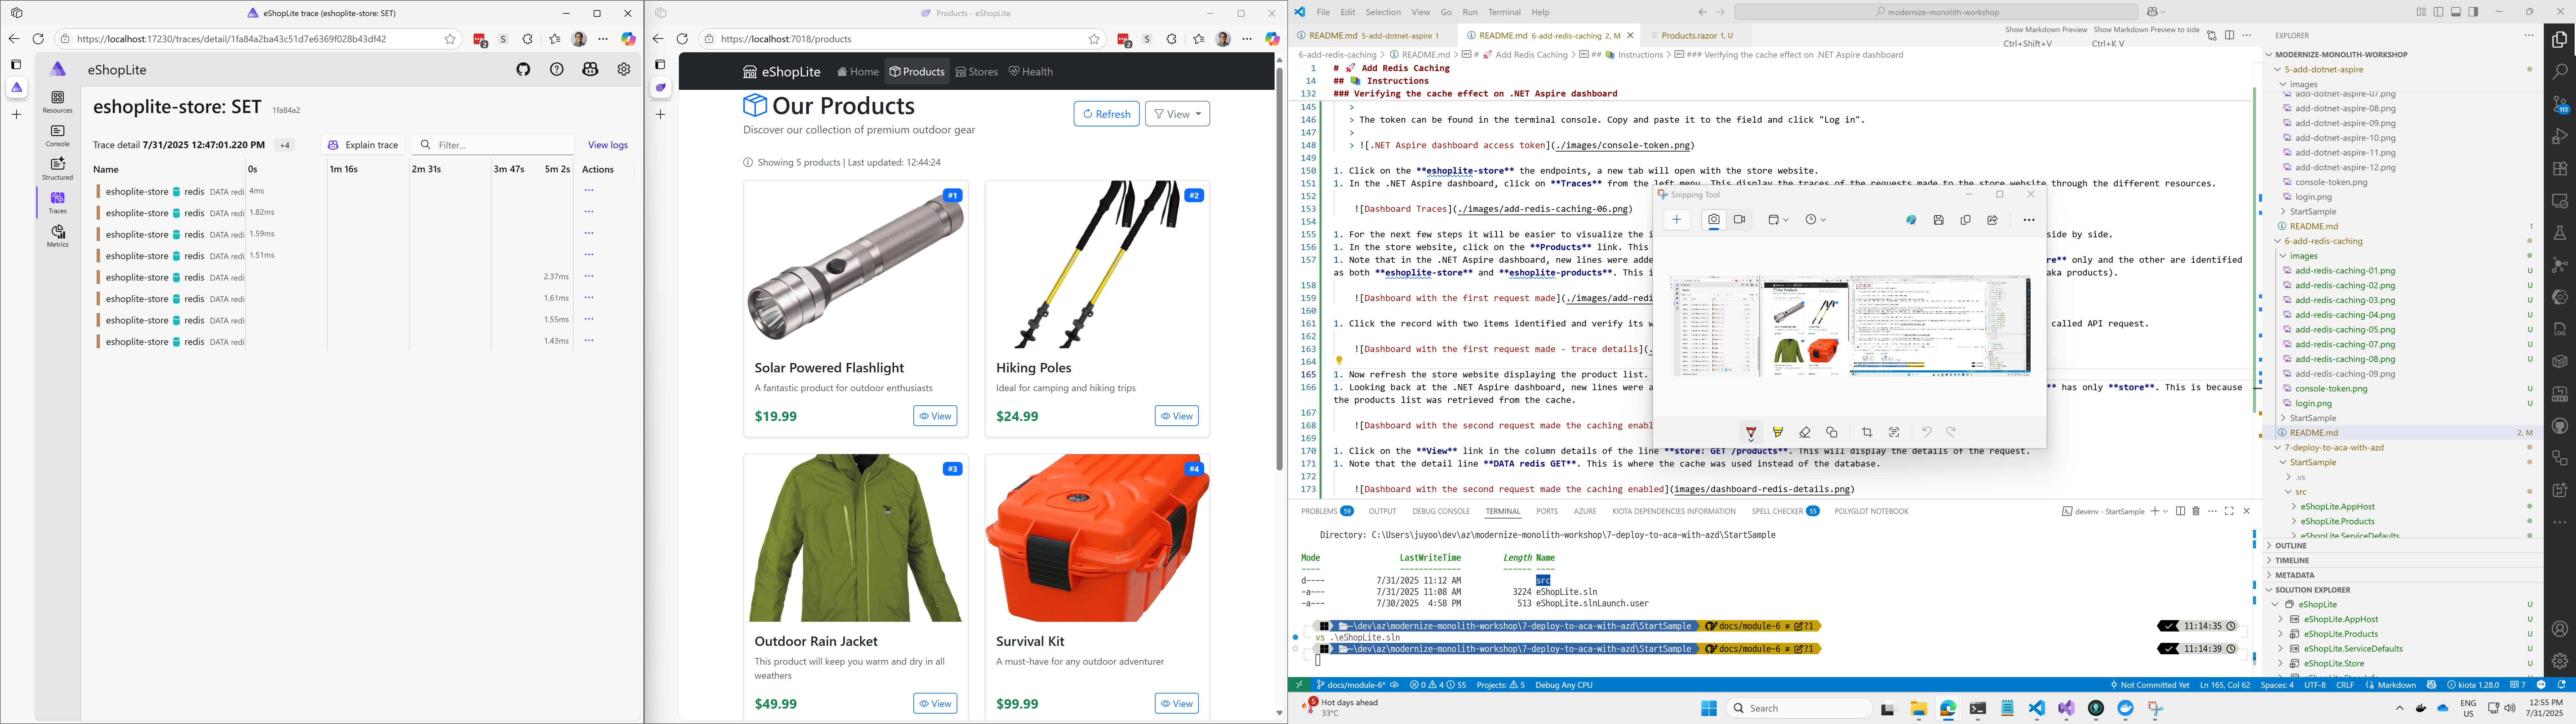 eShopLite trace (eshoplite-store: SET)
https://localhost:17230/traces/detail/1fa84a2ba43c51d7e6369f028b43df42
eShopLite
eshoplite-store: SET 1fa84a2
Trace detail 7/31/2025 12:47:01.220 PM +4
Explain trace
Filter...
View logs
Name 0s 1m 16s 2m 31s 3m 47s 5m 2s Actions
eshoplite-store redis DATA redi 4ms
eshoplite-store redis DATA redi 1.82ms
eshoplite-store redis DATA redi 1.59ms
eshoplite-store redis DATA redi 1.51ms
eshoplite-store redis DATA redi 2.37ms
eshoplite-store redis DATA redi 1.61ms
eshoplite-store redis DATA redi 1.55ms
eshoplite-store redis DATA redi 1.43ms
Resources
Console
Structured
Traces
Metrics
Products - eShopLite
https://localhost:7018/products
eShopLite Home Products Stores Health
Our Products
Discover our collection of premium outdoor gear
Refresh View
Showing 5 products | Last updated: 12:44:24
#1
Solar Powered Flashlight
A fantastic product for outdoor enthusiasts
$19.99 View
#2
Hiking Poles
Ideal for camping and hiking trips
$24.99 View
#3
Outdoor Rain Jacket
This product will keep you warm and dry in all
weathers
$49.99 View
#4
Survival Kit
A must-have for any outdoor adventurer
$99.99 View
File Edit Selection View Go Run Terminal Help
modernize-monolith-workshop
README.md 5-add-dotnet-aspire 1
README.md 6-add-redis-caching 2, M
Products.razor 1, U
Show Markdown Preview
Ctrl+Shift+V
Show Markdown Preview to side
Ctrl+K V
6-add-redis-caching > README.md > # 🚀 Add Redis Caching > ## Instructions > ### Verifying the cache effect on .NET Aspire dashboard
1 # 🚀 Add Redis Caching
14 ## Instructions
132 ### Verifying the cache effect on .NET Aspire dashboard
145 >
146 > The token can be found in the terminal console. Copy and paste it to the field and click "Log in".
147 >
148 > ![.NET Aspire dashboard access token](./images/console-token.png)
149
150 1. Click on the **eshoplite-store** the endpoints, a new tab will open with the store website.
151 1. In the .NET Aspire dashboard, click on **Traces** from the left menu. This display the traces of the requests made to the store website through the different resources.
152
153 ![Dashboard Traces](./images/add-redis-caching-06.png)
154
155 1. For the next few steps it will be easier to visualize the i side by side.
156 1. In the store website, click on the **Products** link. This
157 1. Note that in the .NET Aspire dashboard, new lines were adde re** only and the other are identified
as both **eshoplite-store** and **eshoplite-products**. This i aka products).
158
159 ![Dashboard with the first request made](./images/add-redi
160
161 1. Click the record with two items identified and verify its w called API request.
162
163 ![Dashboard with the first request made - trace details](.
164
165 1. Now refresh the store website displaying the product list.
166 1. Looking back at the .NET Aspire dashboard, new lines were a ** has only **store**. This is because
the products list was retrieved from the cache.
167
168 ![Dashboard with the second request made the caching enabl
169
170 1. Click on the **View** link in the column details of the line **store: GET /products**. This will display the details of the request.
171 1. Note that the detail line **DATA redis GET**. This is where the cache was used instead of the database.
172
173 ![Dashboard with the second request made the caching enabled](images/dashboard-redis-details.png)
Snipping Tool
PROBLEMS 59 OUTPUT DEBUG CONSOLE TERMINAL PORTS AZURE KIOTA DEPENDENCIES INFORMATION SPELL CHECKER 55 POLYGLOT NOTEBOOK
devenv - StartSample
Directory: C:\Users\juyoo\dev\az\modernize-monolith-workshop\7-deploy-to-aca-with-azd\StartSample
Mode LastWriteTime Length Name
---- ------------- ------ ----
d---- 7/31/2025 11:12 AM src
-a--- 7/31/2025 11:08 AM 3224 eShopLite.sln
-a--- 7/30/2025 4:58 PM 513 eShopLite.slnLaunch.user
~\dev\az\modernize-monolith-workshop\7-deploy-to-aca-with-azd\StartSample docs/module-6 ≢ ?1 11:14:35
vs .\eShopLite.sln
~\dev\az\modernize-monolith-workshop\7-deploy-to-aca-with-azd\StartSample docs/module-6 ≢ ?1 11:14:39
EXPLORER
MODERNIZE-MONOLITH-WORKSHOP
5-add-dotnet-aspire
images
add-dotnet-aspire-07.png
add-dotnet-aspire-08.png
add-dotnet-aspire-09.png
add-dotnet-aspire-10.png
add-dotnet-aspire-11.png
add-dotnet-aspire-12.png
console-token.png
login.png
StartSample
README.md 1
6-add-redis-caching
images
add-redis-caching-01.png U
add-redis-caching-02.png U
add-redis-caching-03.png U
add-redis-caching-04.png U
add-redis-caching-05.png U
add-redis-caching-07.png U
add-redis-caching-08.png U
add-redis-caching-09.png
console-token.png U
login.png U
StartSample
README.md 2, M
7-deploy-to-aca-with-azd
StartSample
.vs
src
eShopLite.AppHost
eShopLite.Products
eShopLite.ServiceDefaults
OUTLINE
TIMELINE
METADATA
SOLUTION EXPLORER
eShopLite U
eShopLite.AppHost U
eShopLite.Products U
eShopLite.ServiceDefaults U
eShopLite.Store U
113
docs/module-6* 0 4 55 Projects: 5 Debug Any CPU
Not Committed Yet Ln 165, Col 62 Spaces: 4 UTF-8 CRLF Markdown kiota 1.28.0 7
5 Hot days ahead
33°C
Search
ENG
US
12:55 PM
7/31/2025